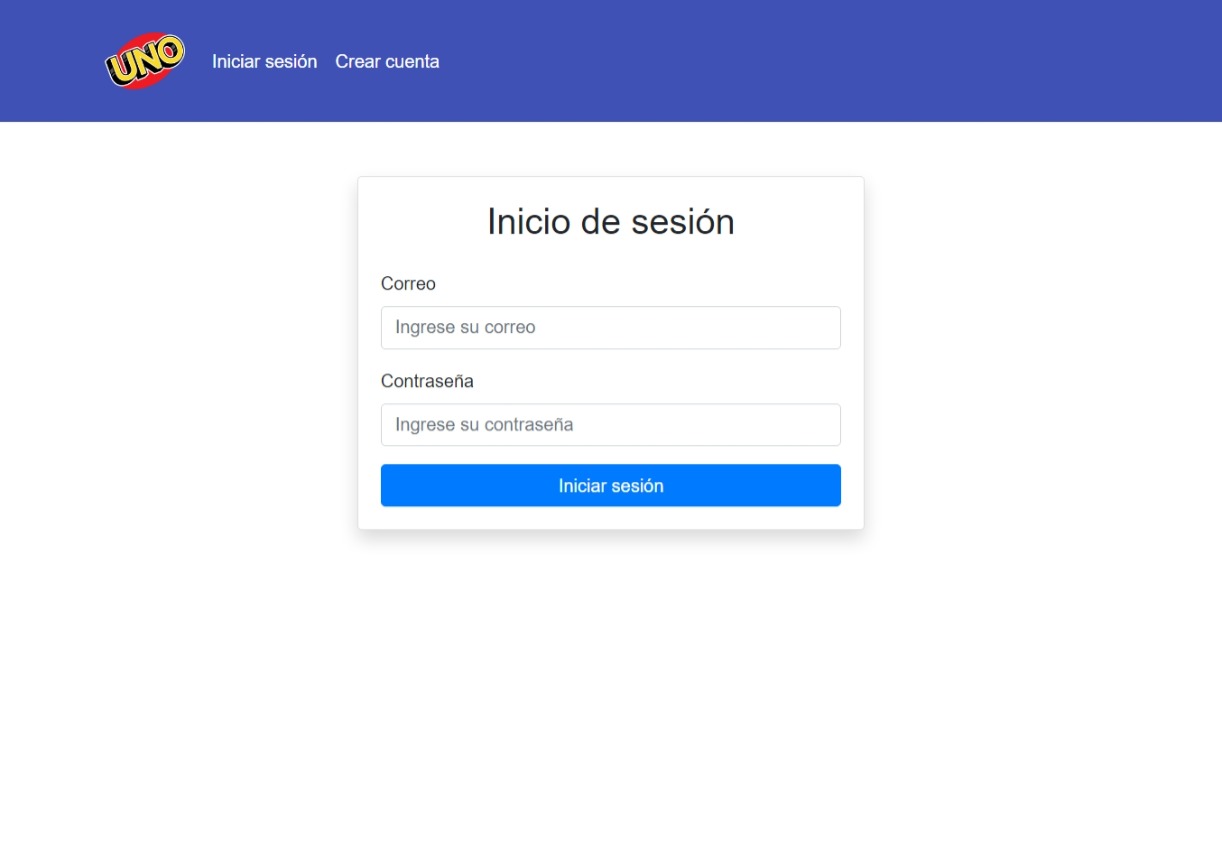 UNO
Iniciar sesión Crear cuenta
Inicio de sesión
Correo
Ingrese su correo
Contraseña
Ingrese su contraseña
Iniciar sesión